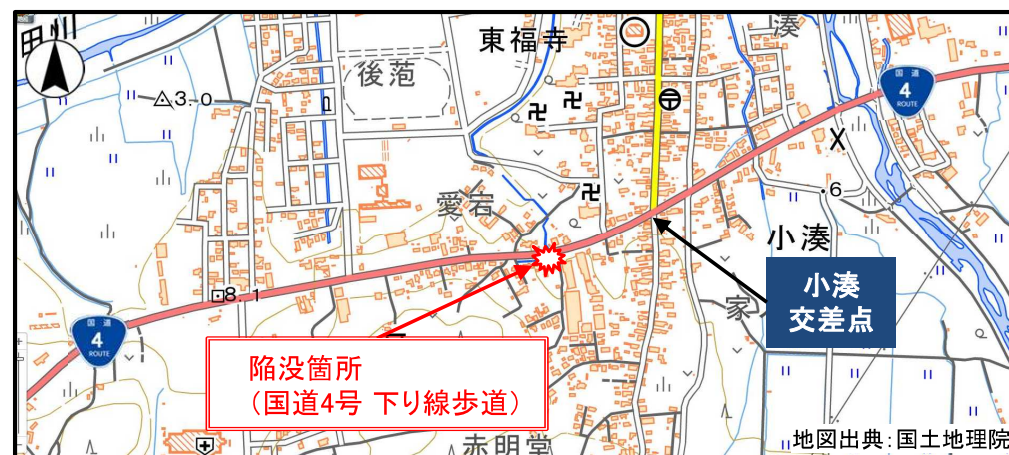 田川
東福寺
湊
後萢
国道
4
ROUTE
3.0
愛宕
6
小湊
8.1
小湊
交差点
家
国道
4
ROUTE
陥没箇所
（国道4号 下り線歩道）
赤明堂
地図出典：国土地理院